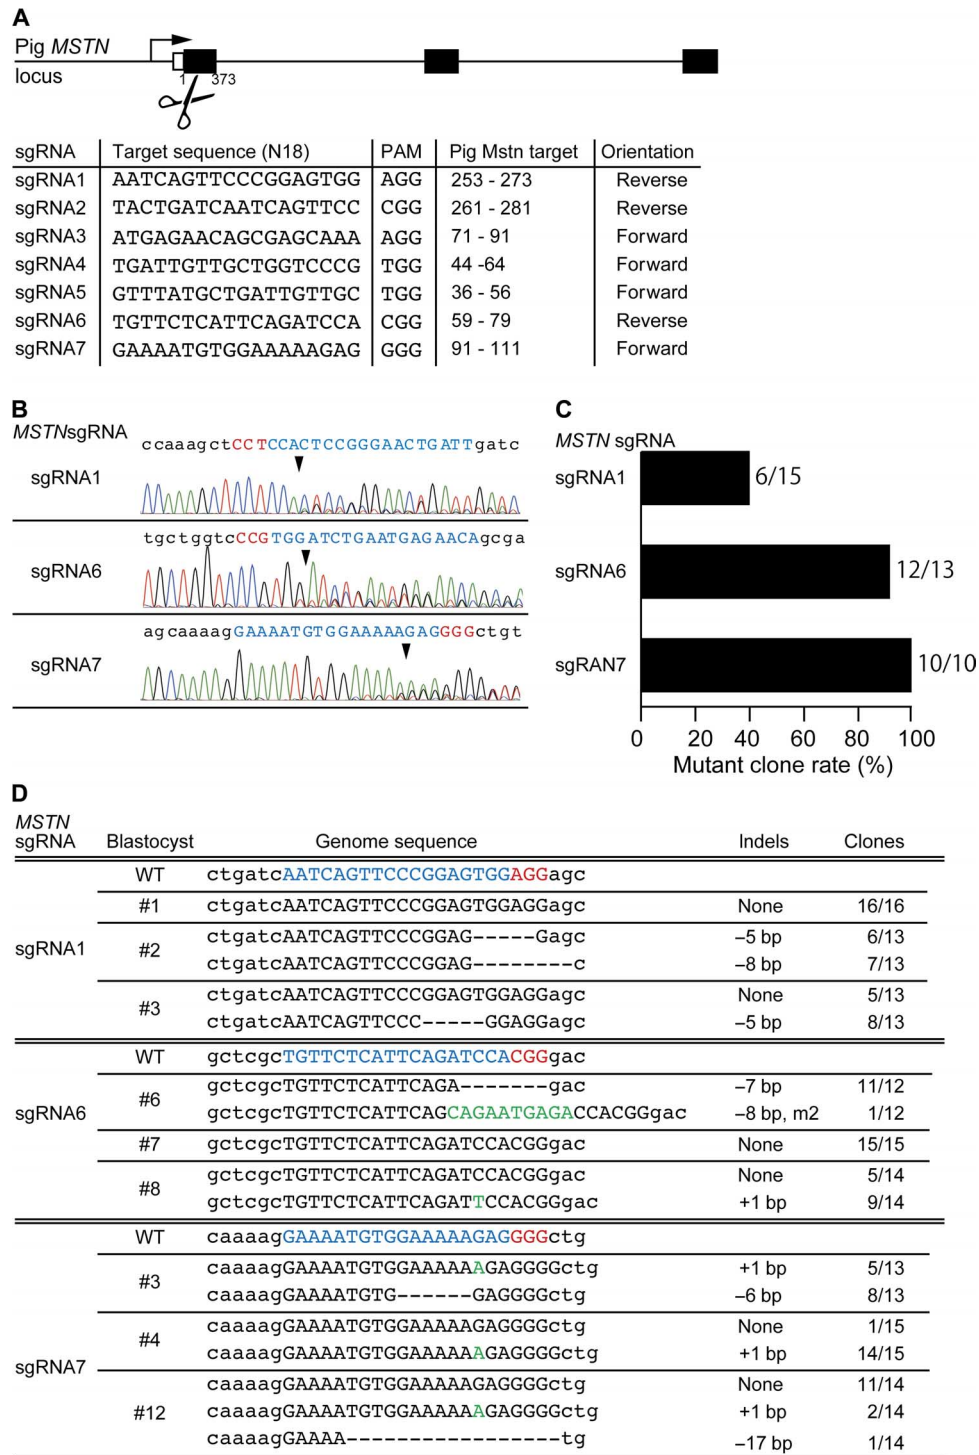 A
Pig MSTN
locus
1 373
sgRNA Target sequence (N18) PAM Pig Mstn target Orientation
sgRNA1 AATCAGTTCCCGGAGTGG AGG 253 - 273 Reverse
sgRNA2 TACTGATCAATCAGTTCC CGG 261 - 281 Reverse
sgRNA3 ATGAGAACAGCGAGCAAA AGG 71 - 91 Forward
sgRNA4 TGATTGTTGCTGGTCCCG TGG 44 -64 Forward
sgRNA5 GTTTATGCTGATTGTTGC TGG 36 - 56 Forward
sgRNA6 TGTTCTCATTCAGATCCA CGG 59 - 79 Reverse
sgRNA7 GAAAATGTGGAAAAAGAG GGG 91 - 111 Forward
B
MSTNsgRNA
ccaaagctCCTCCACTCCGGGAACTGATTgatc
sgRNA1
tgctggtcCCGTGGATCTGAATGAGAACAgcga
sgRNA6
agcaaaagGAAAATGTGGAAAAAGAGGGGctgt
sgRNA7
C
MSTN sgRNA
sgRNA1 6/15
sgRNA6 12/13
sgRAN7 10/10
0 20 40 60 80 100
Mutant clone rate (%)
D
MSTN
sgRNA Blastocyst Genome sequence Indels Clones
WT ctgatcAATCAGTTCCCGGAGTGGAGGagc
#1 ctgatcAATCAGTTCCCGGAGTGGAGGagc None 16/16
sgRNA1 #2 ctgatcAATCAGTTCCCGGAG-----Gagc –5 bp 6/13
ctgatcAATCAGTTCCCGGAG--------c –8 bp 7/13
#3 ctgatcAATCAGTTCCCGGAGTGGAGGagc None 5/13
ctgatcAATCAGTTCCC-----GGAGGagc –5 bp 8/13
WT gctcgcTGTTCTCATTCAGATCCACGGgac
sgRNA6 #6 gctcgcTGTTCTCATTCAGA-------gac –7 bp 11/12
gctcgcTGTTCTCATTCAGCAGAATGAGACCACGGgac –8 bp, m2 1/12
#7 gctcgcTGTTCTCATTCAGATCCACGGgac None 15/15
#8 gctcgcTGTTCTCATTCAGATCCACGGgac None 5/14
gctcgcTGTTCTCATTCAGATTCCACGGgac +1 bp 9/14
WT caaaagGAAAATGTGGAAAAAGAGGGGctg
#3 caaaagGAAAATGTGGAAAAAAGAGGGGctg +1 bp 5/13
caaaagGAAAATGTG------GAGGGGctg –6 bp 8/13
sgRNA7 #4 caaaagGAAAATGTGGAAAAAGAGGGGctg None 1/15
caaaagGAAAATGTGGAAAAAAGAGGGGctg +1 bp 14/15
#12 caaaagGAAAATGTGGAAAAAGAGGGGctg None 11/14
caaaagGAAAATGTGGAAAAAAGAGGGGctg +1 bp 2/14
caaaagGAAAA-----------------tg –17 bp 1/14